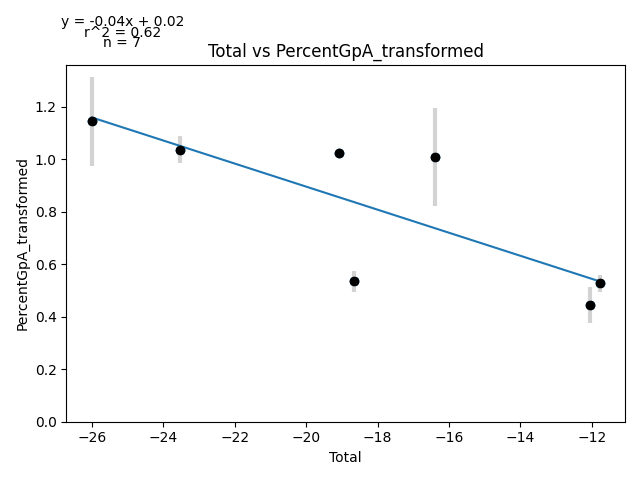 y = -0.04x + 0.02
r^2 = 0.62
n = 7
Total vs PercentGpA_transformed
PercentGpA_transformed
1.2
1.0
0.8
0.6
0.4
0.2
0.0
−26 −24 −22 −20 −18 −16 −14 −12
Total